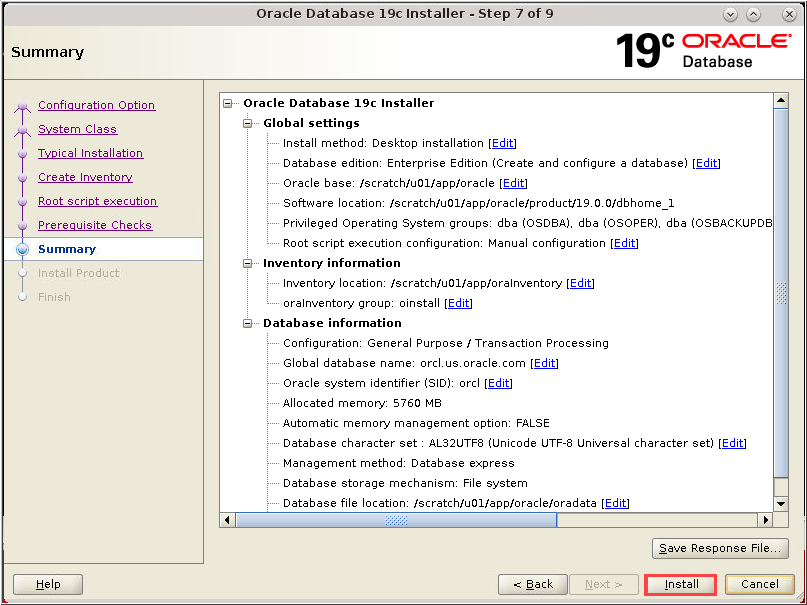 Oracle Database 19c Installer - Step 7 of 9
Summary
19c ORACLE
Database
Configuration Option
System Class
Typical Installation
Create Inventory
Root script execution
Prerequisite Checks
Summary
Install Product
Finish
Oracle Database 19c Installer
Global settings
Install method: Desktop installation [Edit]
Database edition: Enterprise Edition (Create and configure a database) [Edit]
Oracle base: /scratch/u01/app/oracle [Edit]
Software location: /scratch/u01/app/oracle/product/19.0.0/dbhome_1
Privileged Operating System groups: dba (OSDBA), dba (OSOPER), dba (OSBACKUPDB
Root script execution configuration: Manual configuration [Edit]
Inventory information
Inventory location: /scratch/u01/app/oraInventory [Edit]
oraInventory group: oinstall [Edit]
Database information
Configuration: General Purpose / Transaction Processing
Global database name: orcl.us.oracle.com [Edit]
Oracle system identifier (SID): orcl [Edit]
Allocated memory: 5760 MB
Automatic memory management option: FALSE
Database character set : AL32UTF8 (Unicode UTF-8 Universal character set) [Edit]
Management method: Database express
Database storage mechanism: File system
Database file location: /scratch/u01/app/oracle/oradata [Edit]
Save Response File...
Help
< Back
Next >
Install
Cancel